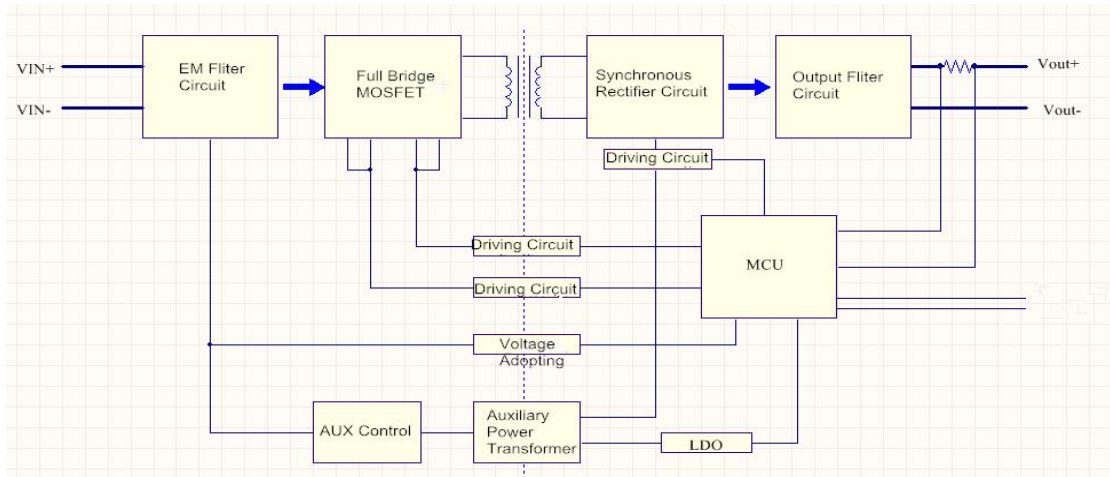 VIN+
VIN-
EM Fliter
Circuit
Full Bridge
MOSFET
Synchronous
Rectifier Circuit
Output Fliter
Circuit
Vout+
Vout-
Driving Circuit
Driving Circuit
MCU
Driving Circuit
Voltage
Adopting
AUX Control
Auxiliary
Power
Transformer
LDO